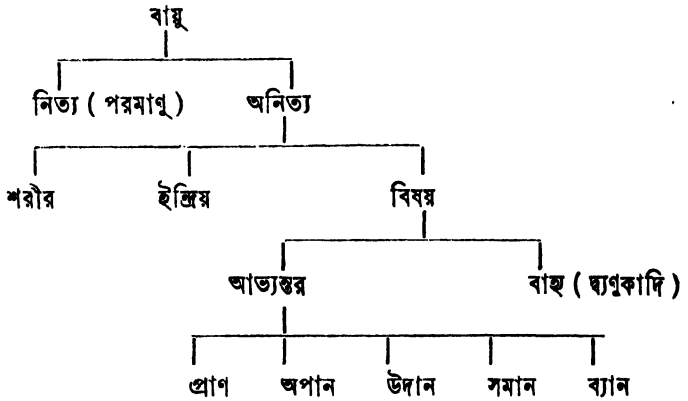 বায়ু
নিত্য ( পরমাণু ) অনিত্য
শরীর ইন্দ্রিয় বিষয়
আভ্যন্তর বাহ্য ( দ্ব্যণুকাদি )
প্রাণ অপান উদান সমান ব্যান